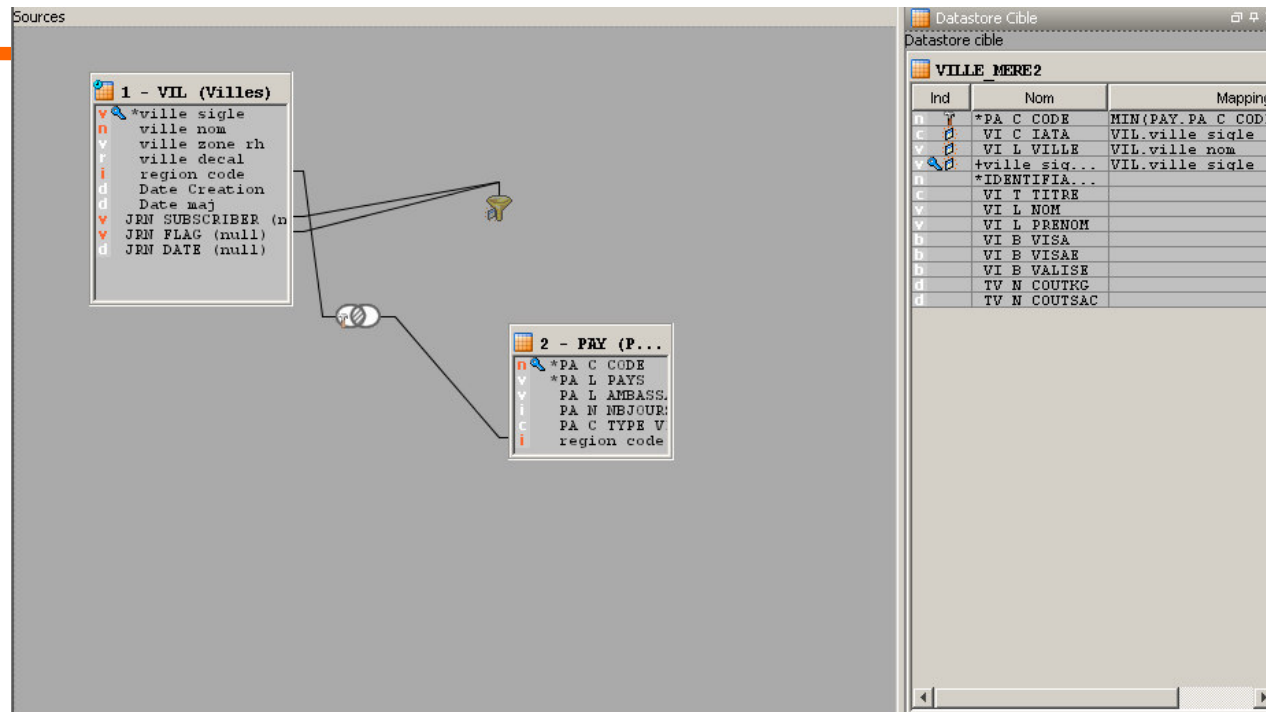 Sources
1 - VIL (Villes)
v *ville sigle
n ville nom
v ville zone rh
r ville decal
i region code
d Date Creation
d Date maj
v JRN SUBSCRIBER (n
v JRN FLAG (null)
d JRN DATE (null)
2 - PAY (P...
n *PA C CODE
v *PA L PAYS
v PA L AMBASS
i PA N NBJOUR
c PA C TYPE V
i region code
Datastore Cible
Datastore cible
VILLE_MERE2
Ind Nom Mapping
n *PA C CODE MIN(PAY.PA C COD
c VI C IATA VIL.ville sigle
v VI L VILLE VIL.ville nom
v +ville sig... VIL.ville sigle
n *IDENTIFIA...
c VI T TITRE
v VI L NOM
v VI L PRENOM
b VI B VISA
b VI B VISAE
b VI B VALISE
d TV N COUTKG
d TV N COUTSAC